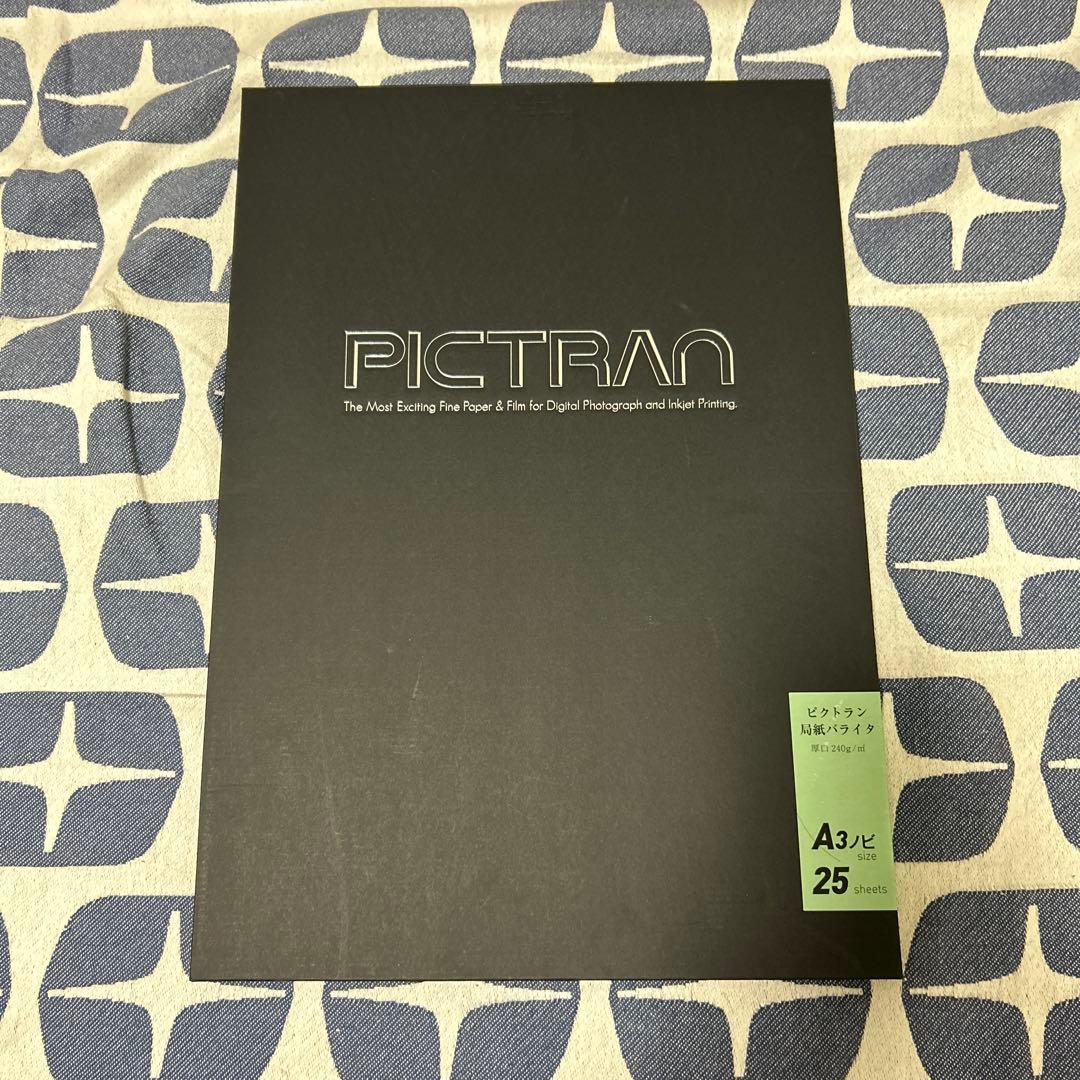 PICTRAN
The Most Exciting Fine Paper & Film for Digital Photograph and Inkjet Printing.
ピクトラン
局紙バライタ
厚口 240g/㎡
A3ノビ
size
25 sheets